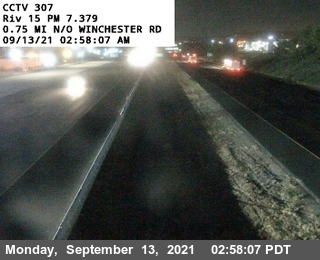 CCTV 307
Riv 15 PM 7.379
0.75 MI N/O WINCHESTER RD
09/13/21 02:58:07 AM
Monday, September 13, 2021 02:58:07 PDT